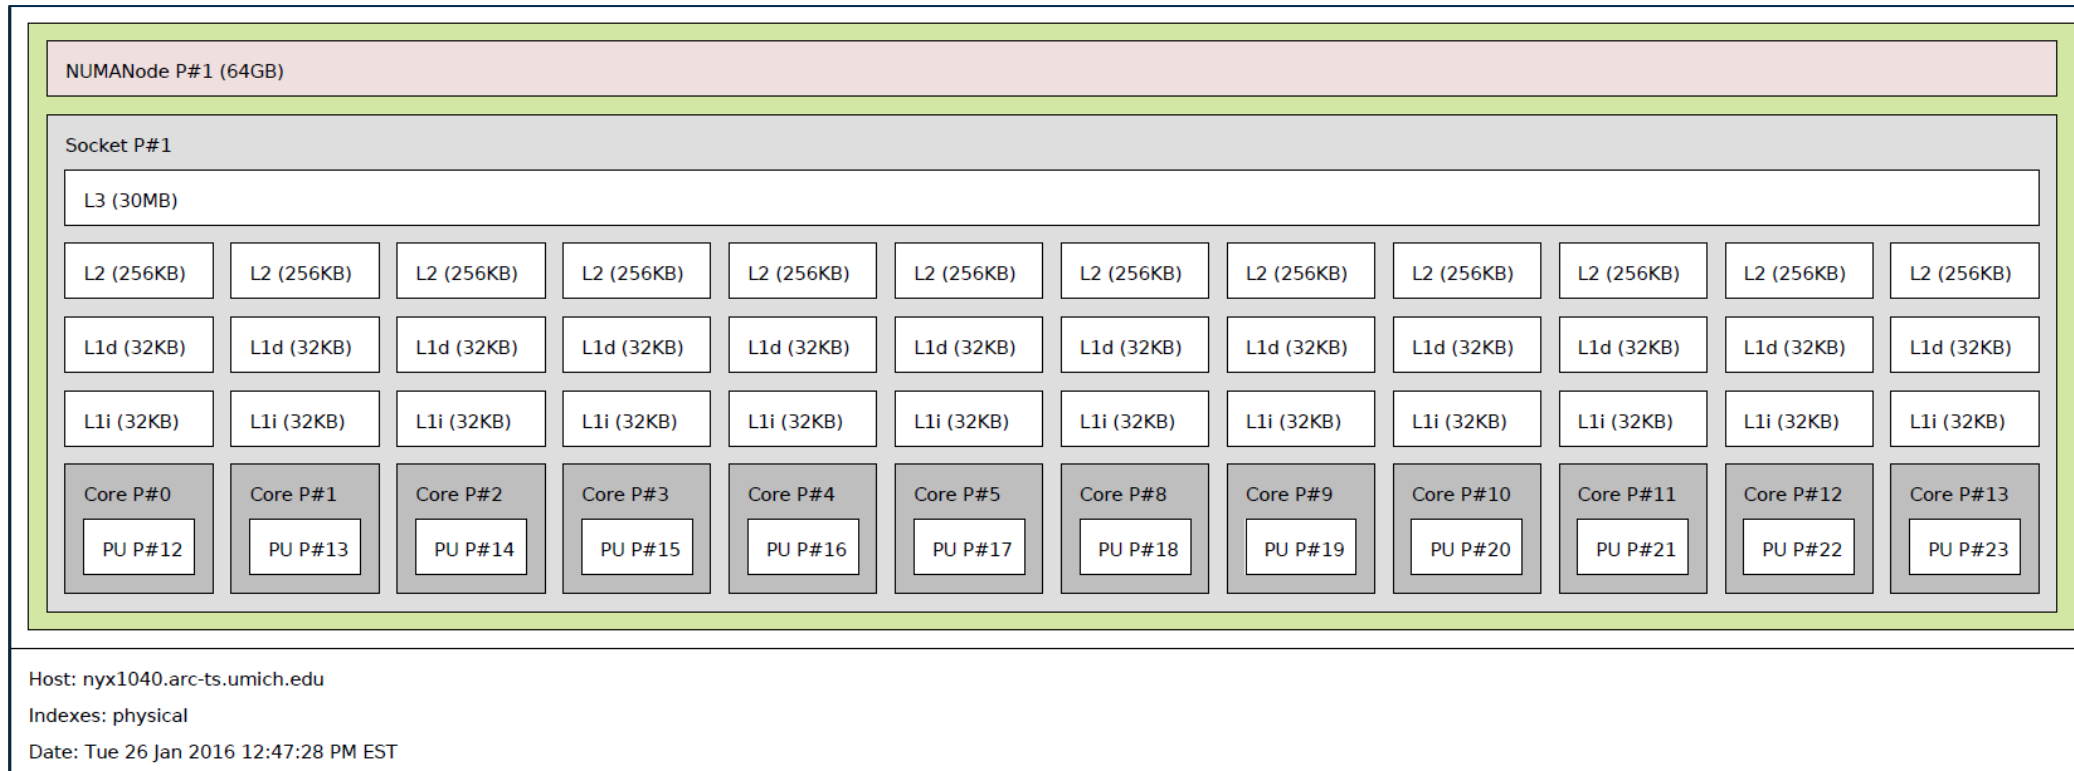 NUMANode P#1 (64GB)
Socket P#1
L3 (30MB)
L2 (256KB) L2 (256KB) L2 (256KB) L2 (256KB) L2 (256KB) L2 (256KB) L2 (256KB) L2 (256KB) L2 (256KB) L2 (256KB) L2 (256KB) L2 (256KB)
L1d (32KB) L1d (32KB) L1d (32KB) L1d (32KB) L1d (32KB) L1d (32KB) L1d (32KB) L1d (32KB) L1d (32KB) L1d (32KB) L1d (32KB) L1d (32KB)
L1i (32KB) L1i (32KB) L1i (32KB) L1i (32KB) L1i (32KB) L1i (32KB) L1i (32KB) L1i (32KB) L1i (32KB) L1i (32KB) L1i (32KB) L1i (32KB)
Core P#0 Core P#1 Core P#2 Core P#3 Core P#4 Core P#5 Core P#8 Core P#9 Core P#10 Core P#11 Core P#12 Core P#13
PU P#12 PU P#13 PU P#14 PU P#15 PU P#16 PU P#17 PU P#18 PU P#19 PU P#20 PU P#21 PU P#22 PU P#23
Host: nyx1040.arc-ts.umich.edu
Indexes: physical
Date: Tue 26 Jan 2016 12:47:28 PM EST